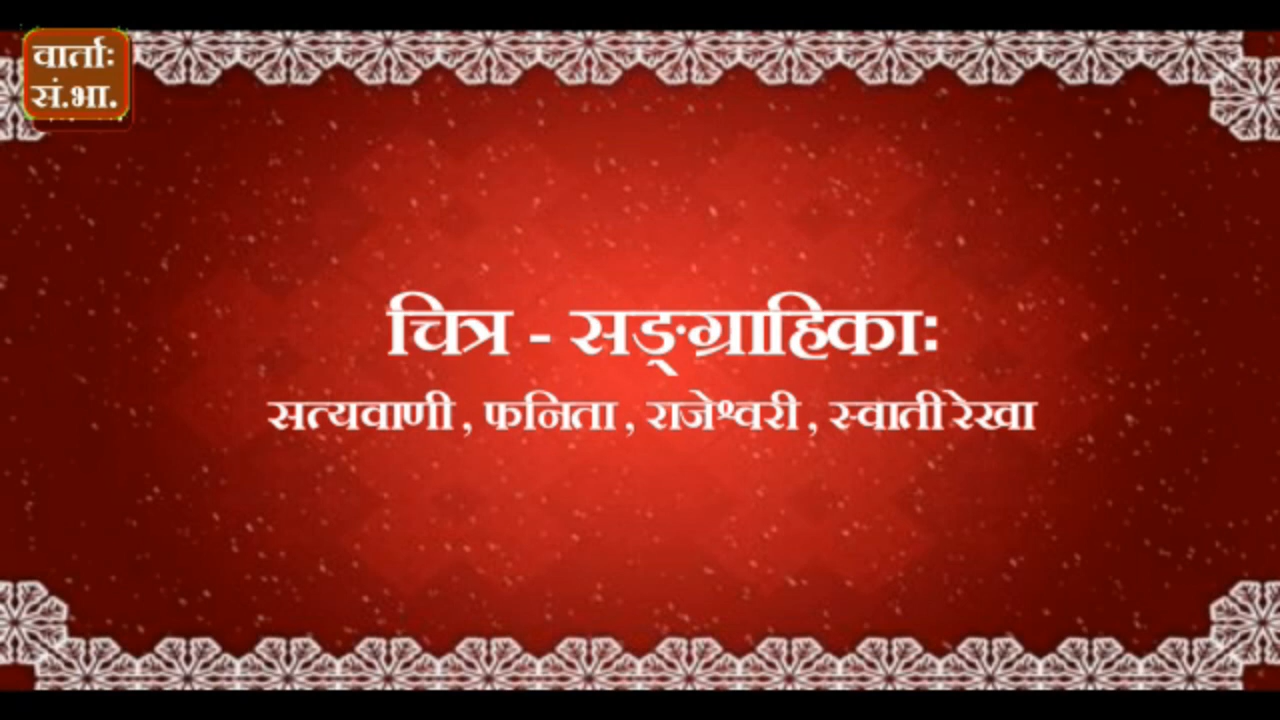 वार्ताः
सं.भा.
चित्र - सङ्ग्राहिकाः
सत्यवाणी , फनिता , राजेश्वरी , स्वाती रेखा